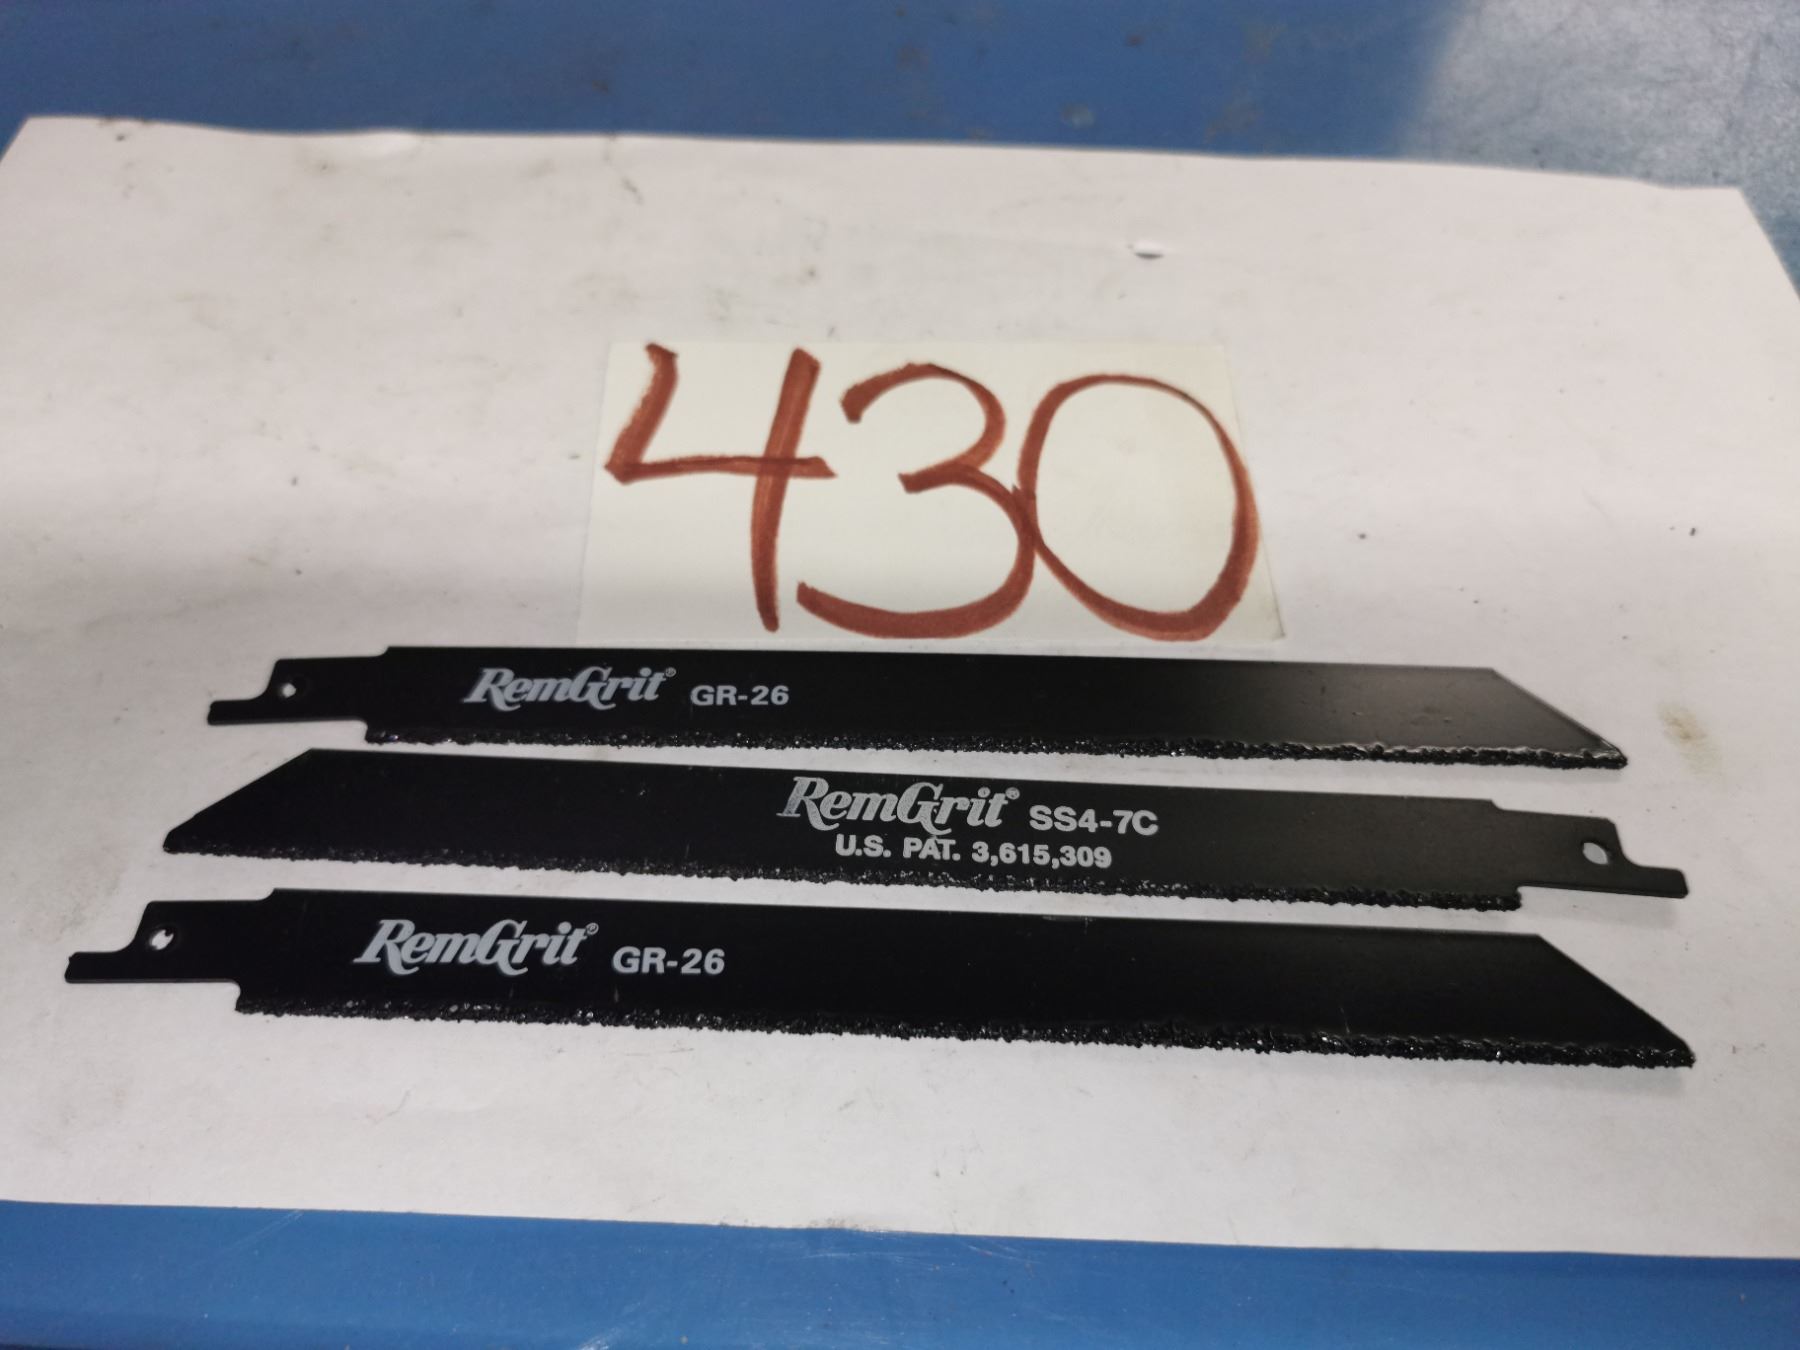 430
RemGrit® GR-26
RemGrit® SS4-7C
U.S. PAT. 3,615,309
RemGrit® GR-26